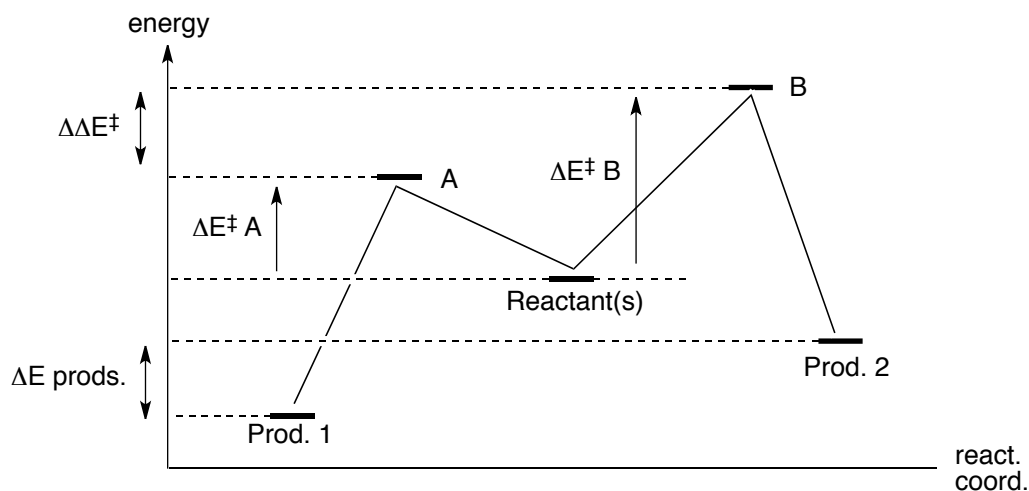 energy
B
ΔΔE‡
ΔE‡ B
A
ΔE‡ A
Reactant(s)
Prod. 2
ΔE prods.
Prod. 1
react.
coord.